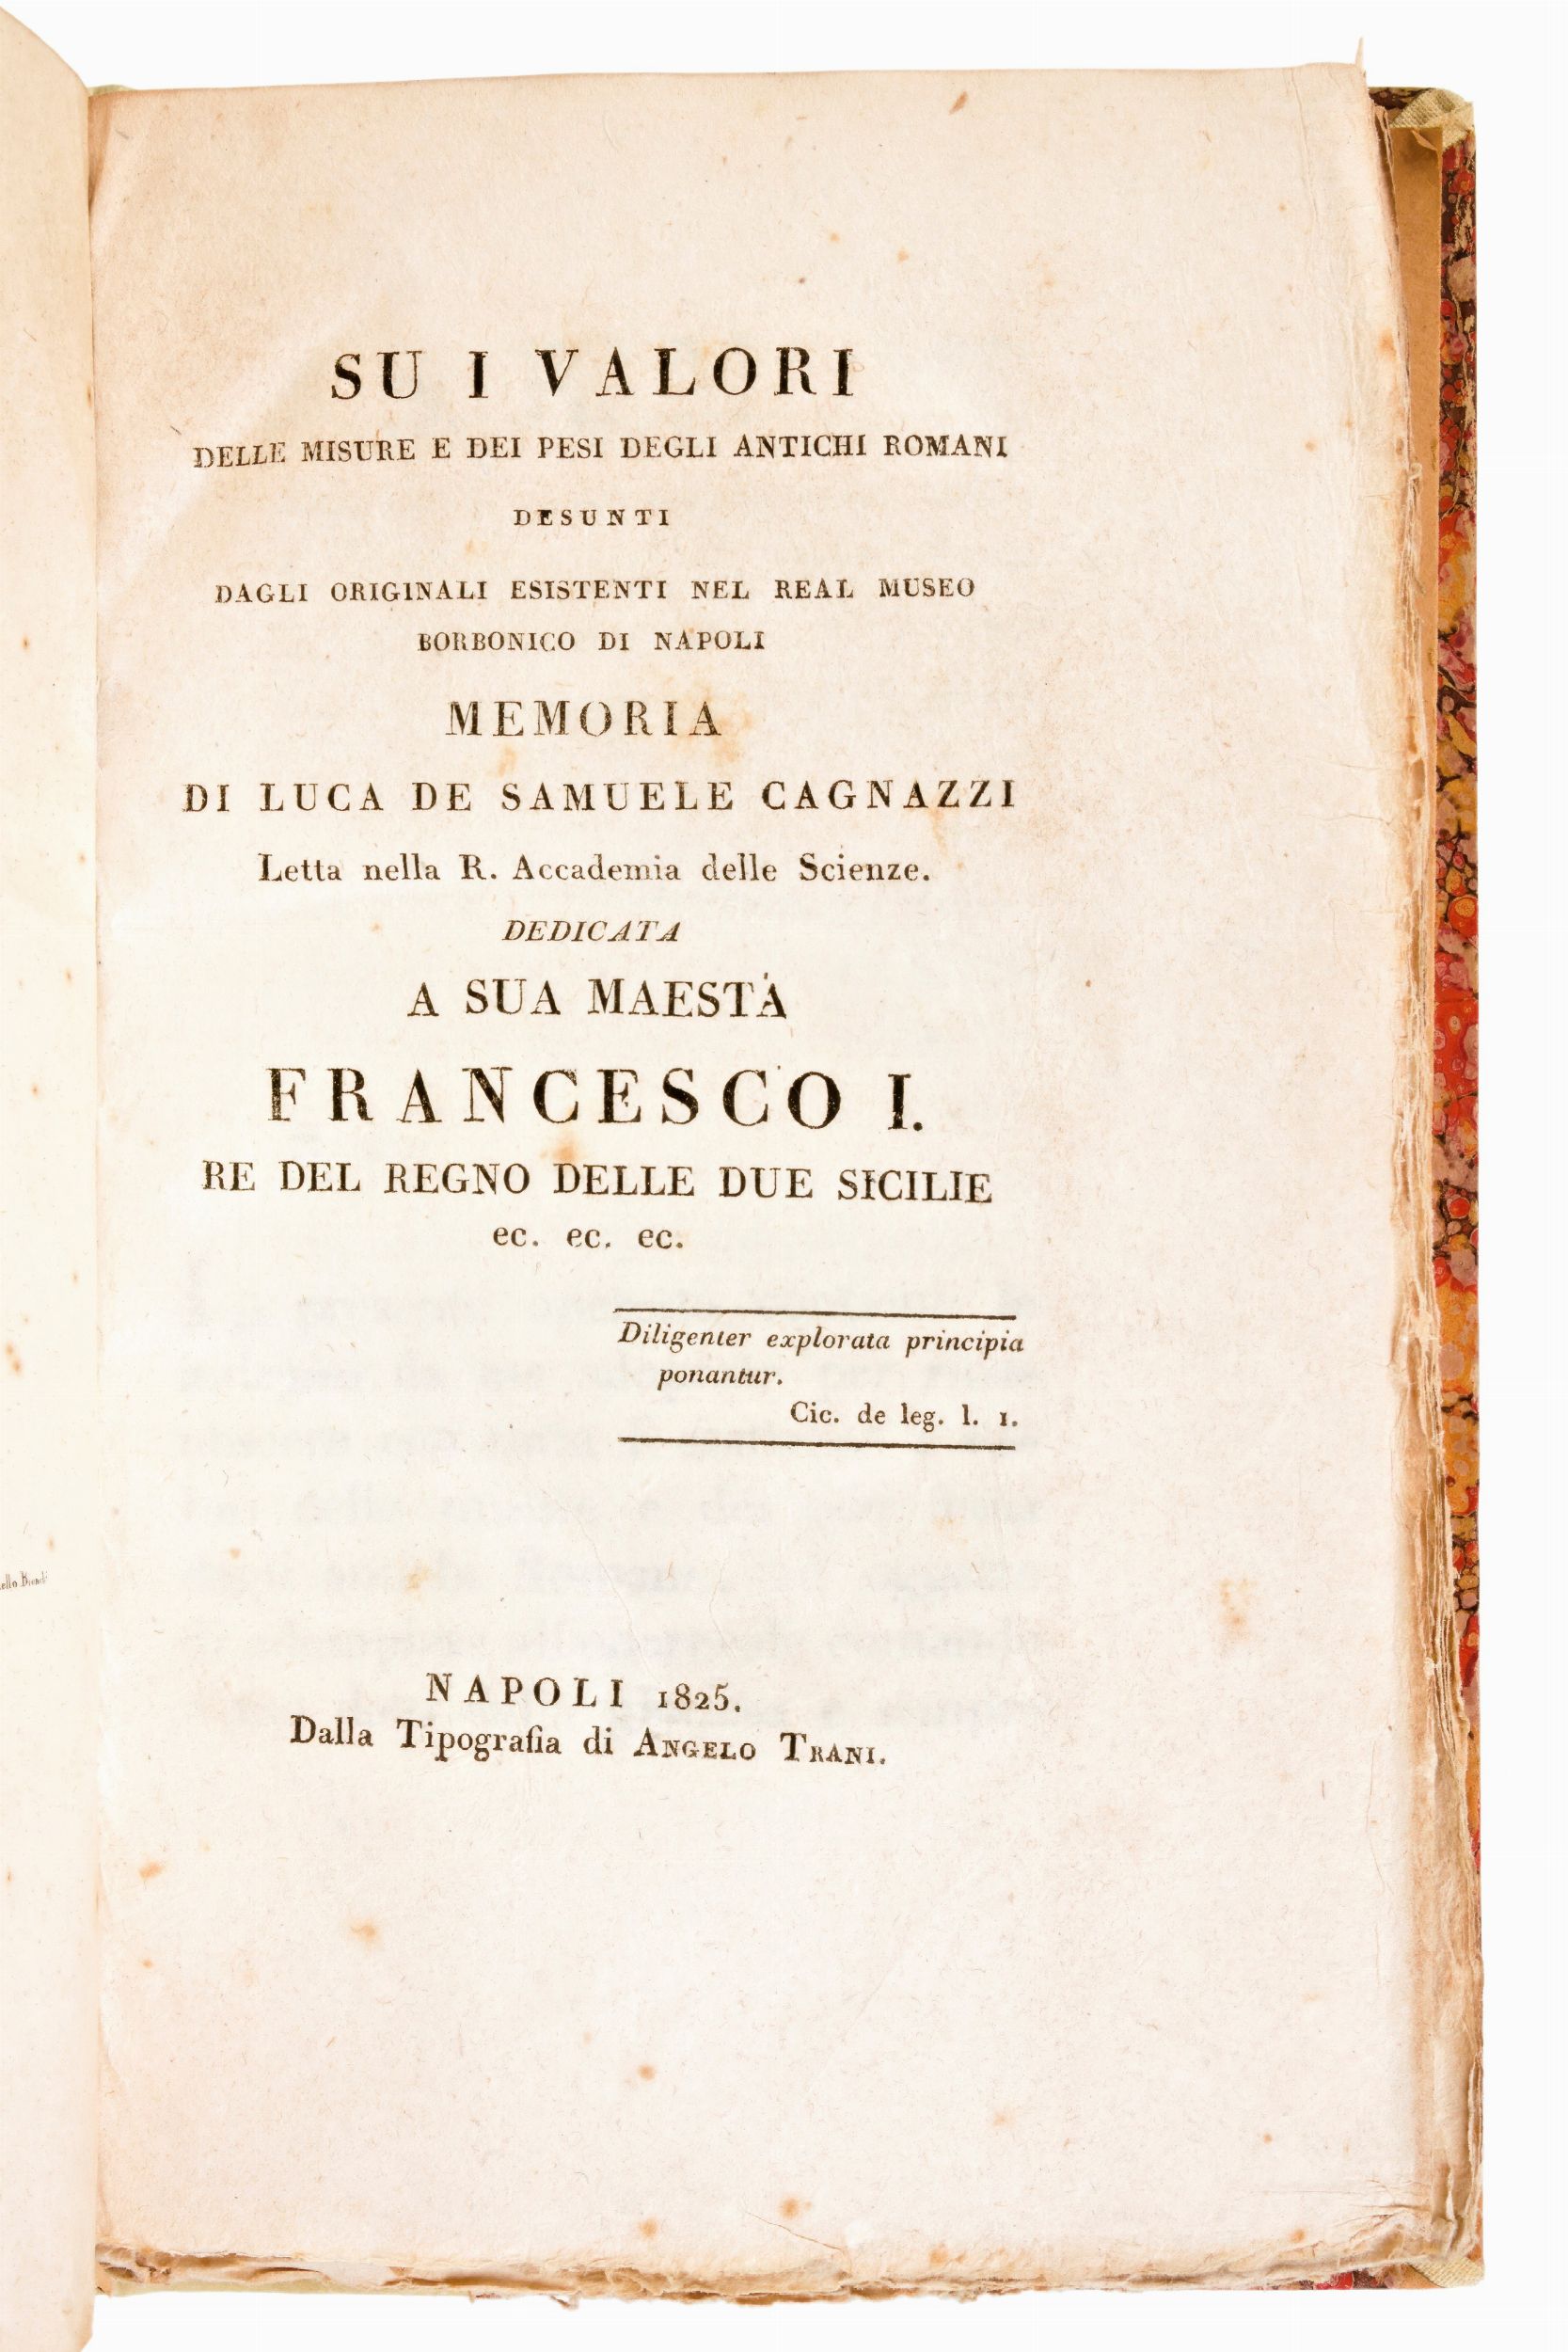 SU I VALORI
DELLE MISURE E DEI PESI DEGLI ANTICHI ROMANI
DESUNTI
DAGLI ORIGINALI ESISTENTI NEL REAL MUSEO
BORBONICO DI NAPOLI
MEMORIA
DI LUCA DE SAMUELE CAGNAZZI
Letta nella R. Accademia delle Scienze.
DEDICATA
A SUA MAESTÀ
FRANCESCO I.
RE DEL REGNO DELLE DUE SICILIE
ec. ec. ec.
Diligenter explorata principia
ponantur.
Cic. de leg. l. 1.
NAPOLI 1825.
Dalla Tipografia di ANGELO TRANI.